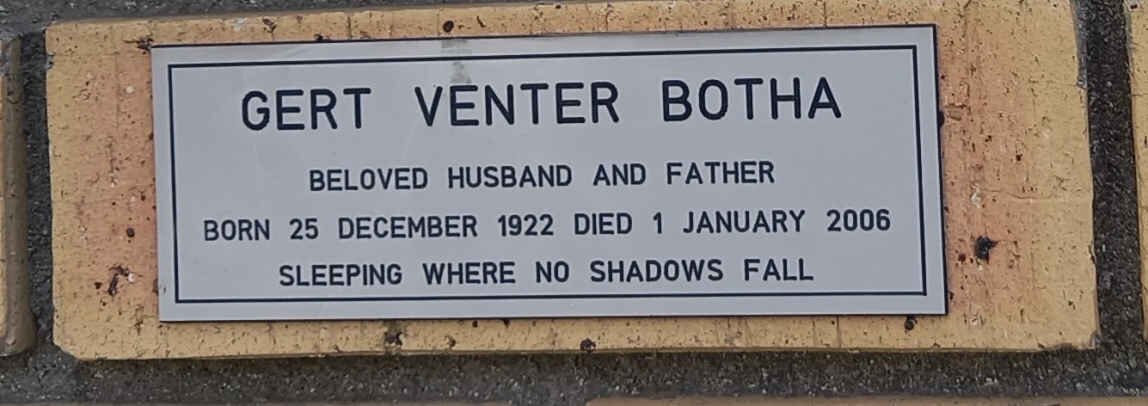 GERT VENTER BOTHA
BELOVED HUSBAND AND FATHER
BORN 25 DECEMBER 1922 DIED 1 JANUARY 2006
SLEEPING WHERE NO SHADOWS FALL